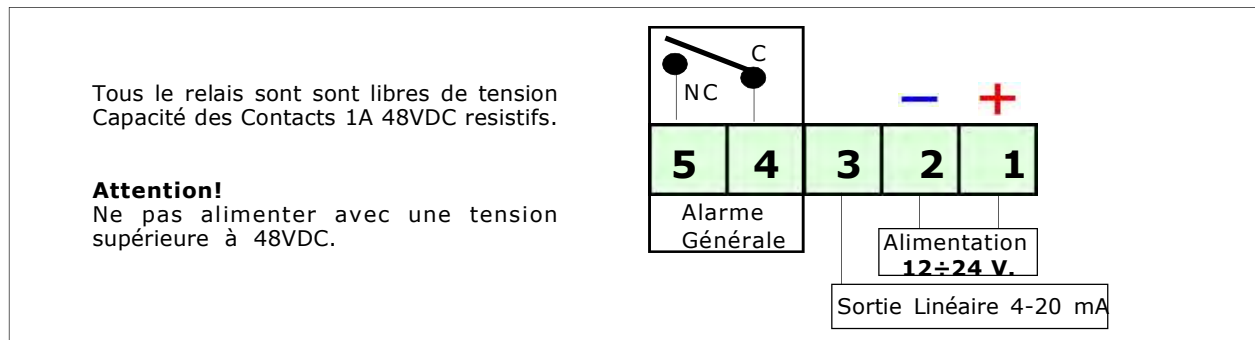 Tous le relais sont sont libres de tension
Capacité des Contacts 1A 48VDC resistifs.
Attention!
Ne pas alimenter avec une tension
supérieure à 48VDC.
C
NC
– +
5 4 3 2 1
Alarme
Générale
Alimentation
12÷24 V.
Sortie Linéaire 4-20 mA